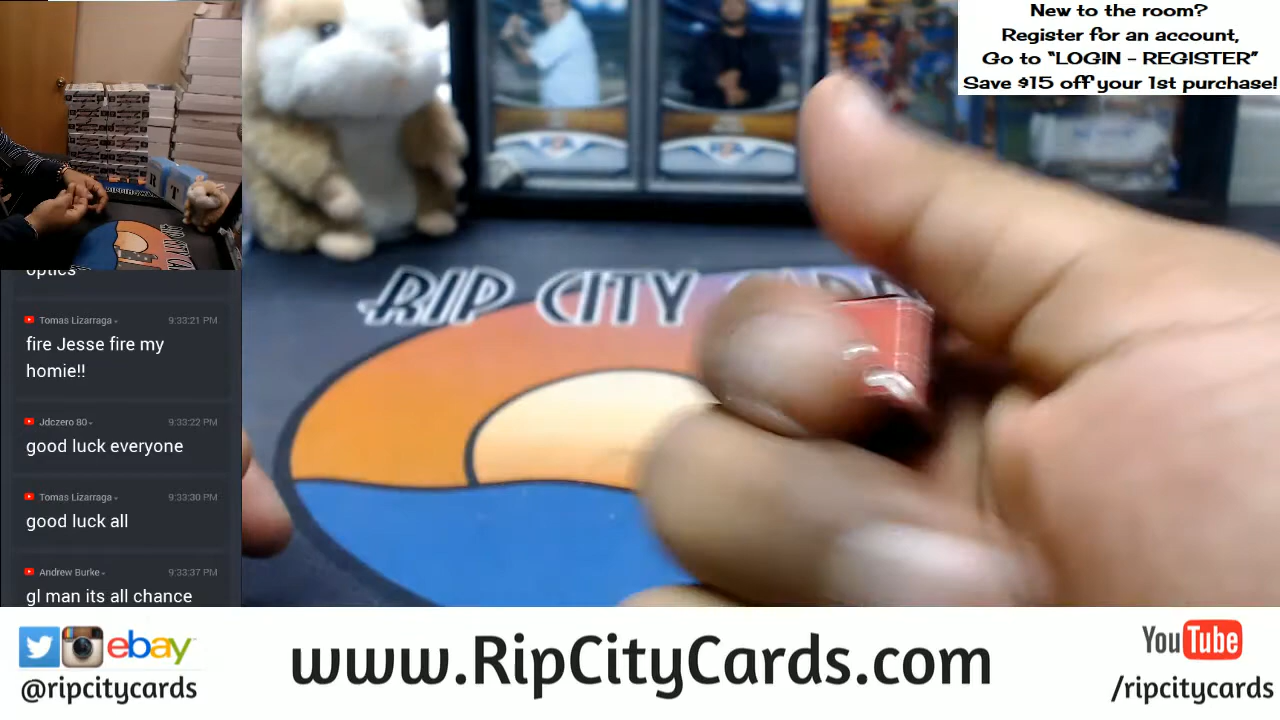 New to the room?
Register for an account,
Go to “LOGIN - REGISTER”
Save $15 off your 1st purchase!
RIP CITY
optics
Tomas Lizarraga 9:33:21 PM
fire Jesse fire my
homie!!
Jdczero 80 9:33:22 PM
good luck everyone
Tomas Lizarraga 9:33:30 PM
good luck all
Andrew Burke 9:33:37 PM
gl man its all chance
ebay
@ripcitycards
www.RipCityCards.com
YouTube
/ripcitycards